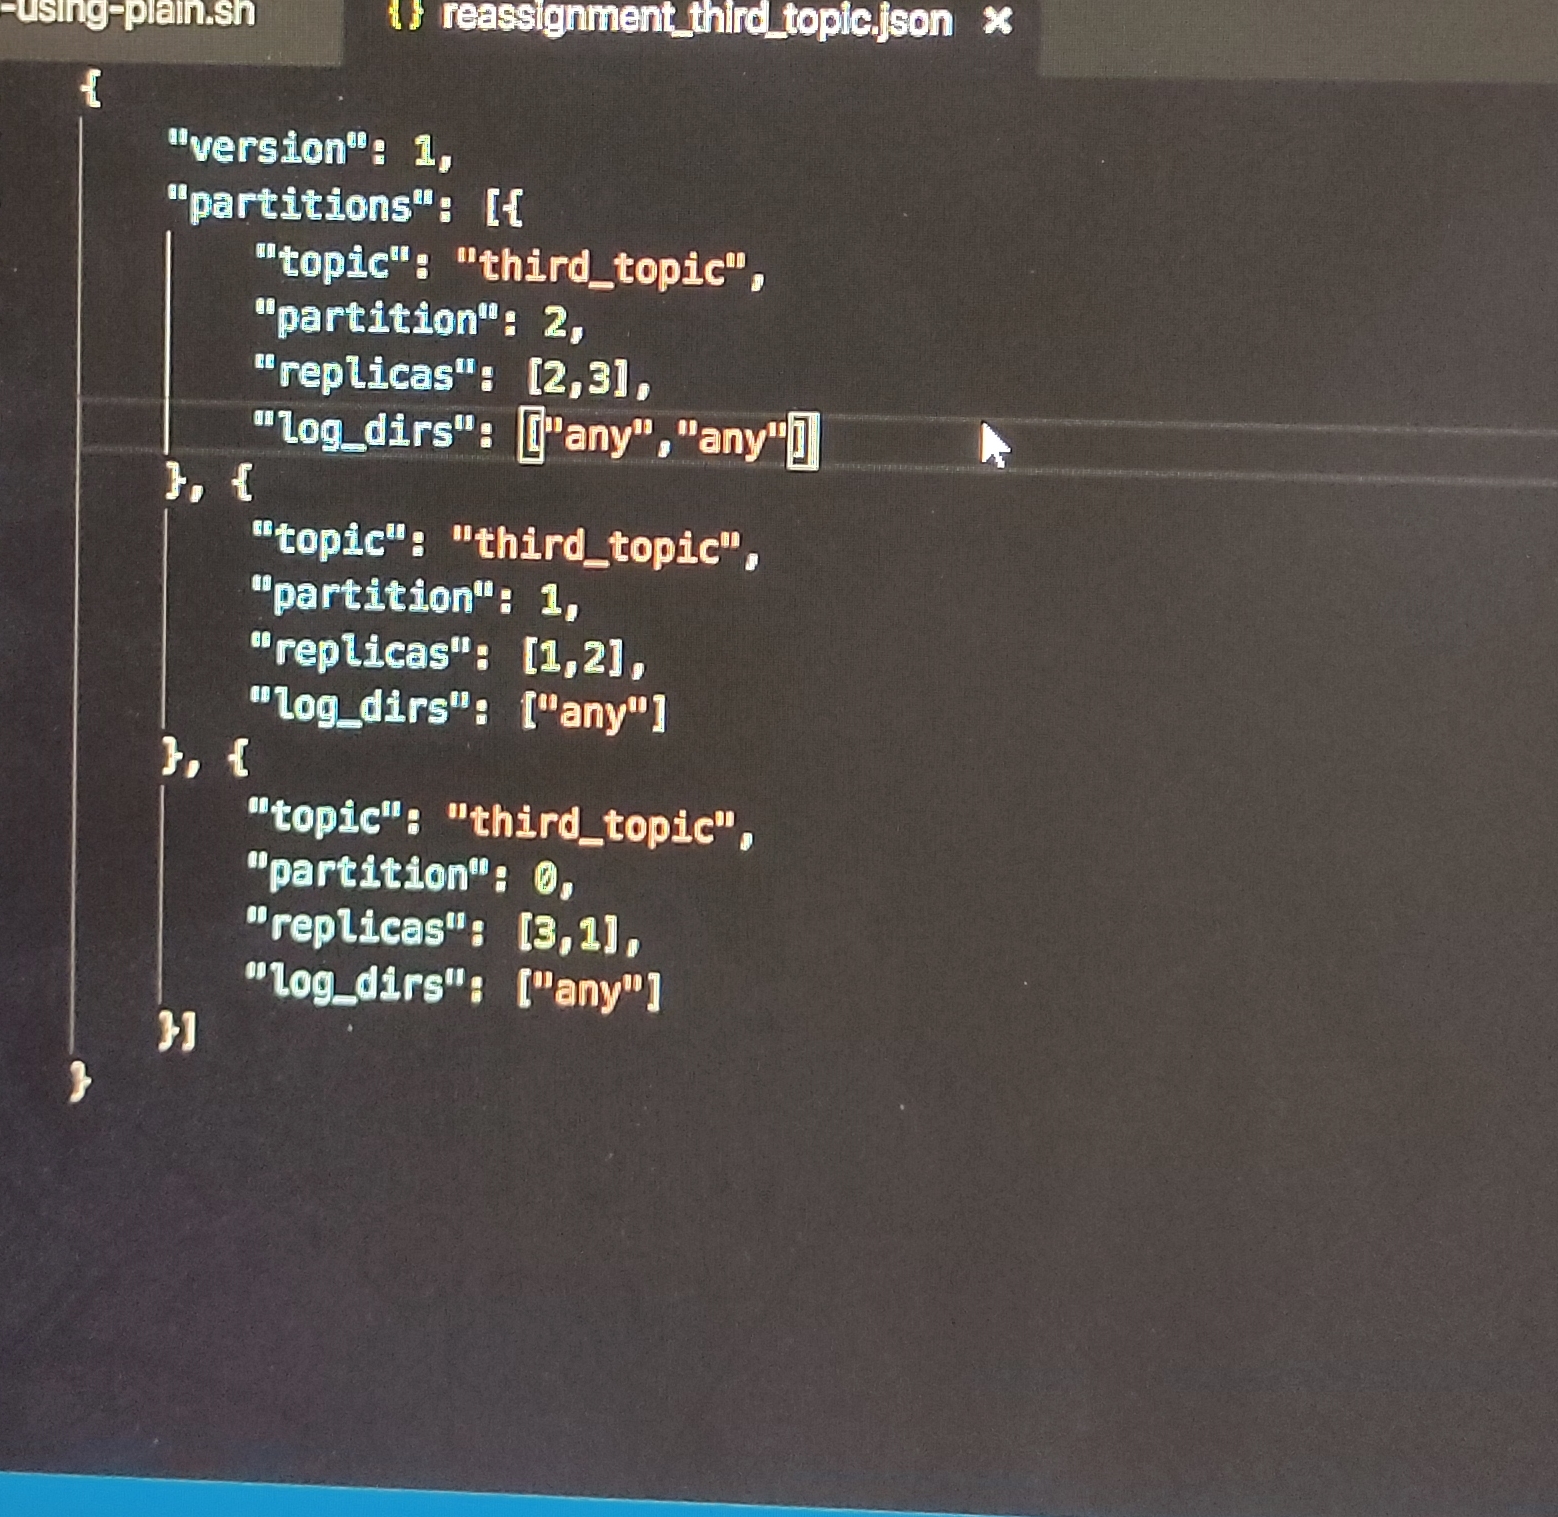 -using-plain.sh
{} reassignment_third_topic.json ×
{
"version": 1,
"partitions": [{
"topic": "third_topic",
"partition": 2,
"replicas": [2,3],
"log_dirs": ["any","any"]
}, {
"topic": "third_topic",
"partition": 1,
"replicas": [1,2],
"log_dirs": ["any"]
}, {
"topic": "third_topic",
"partition": 0,
"replicas": [3,1],
"log_dirs": ["any"]
}]
}